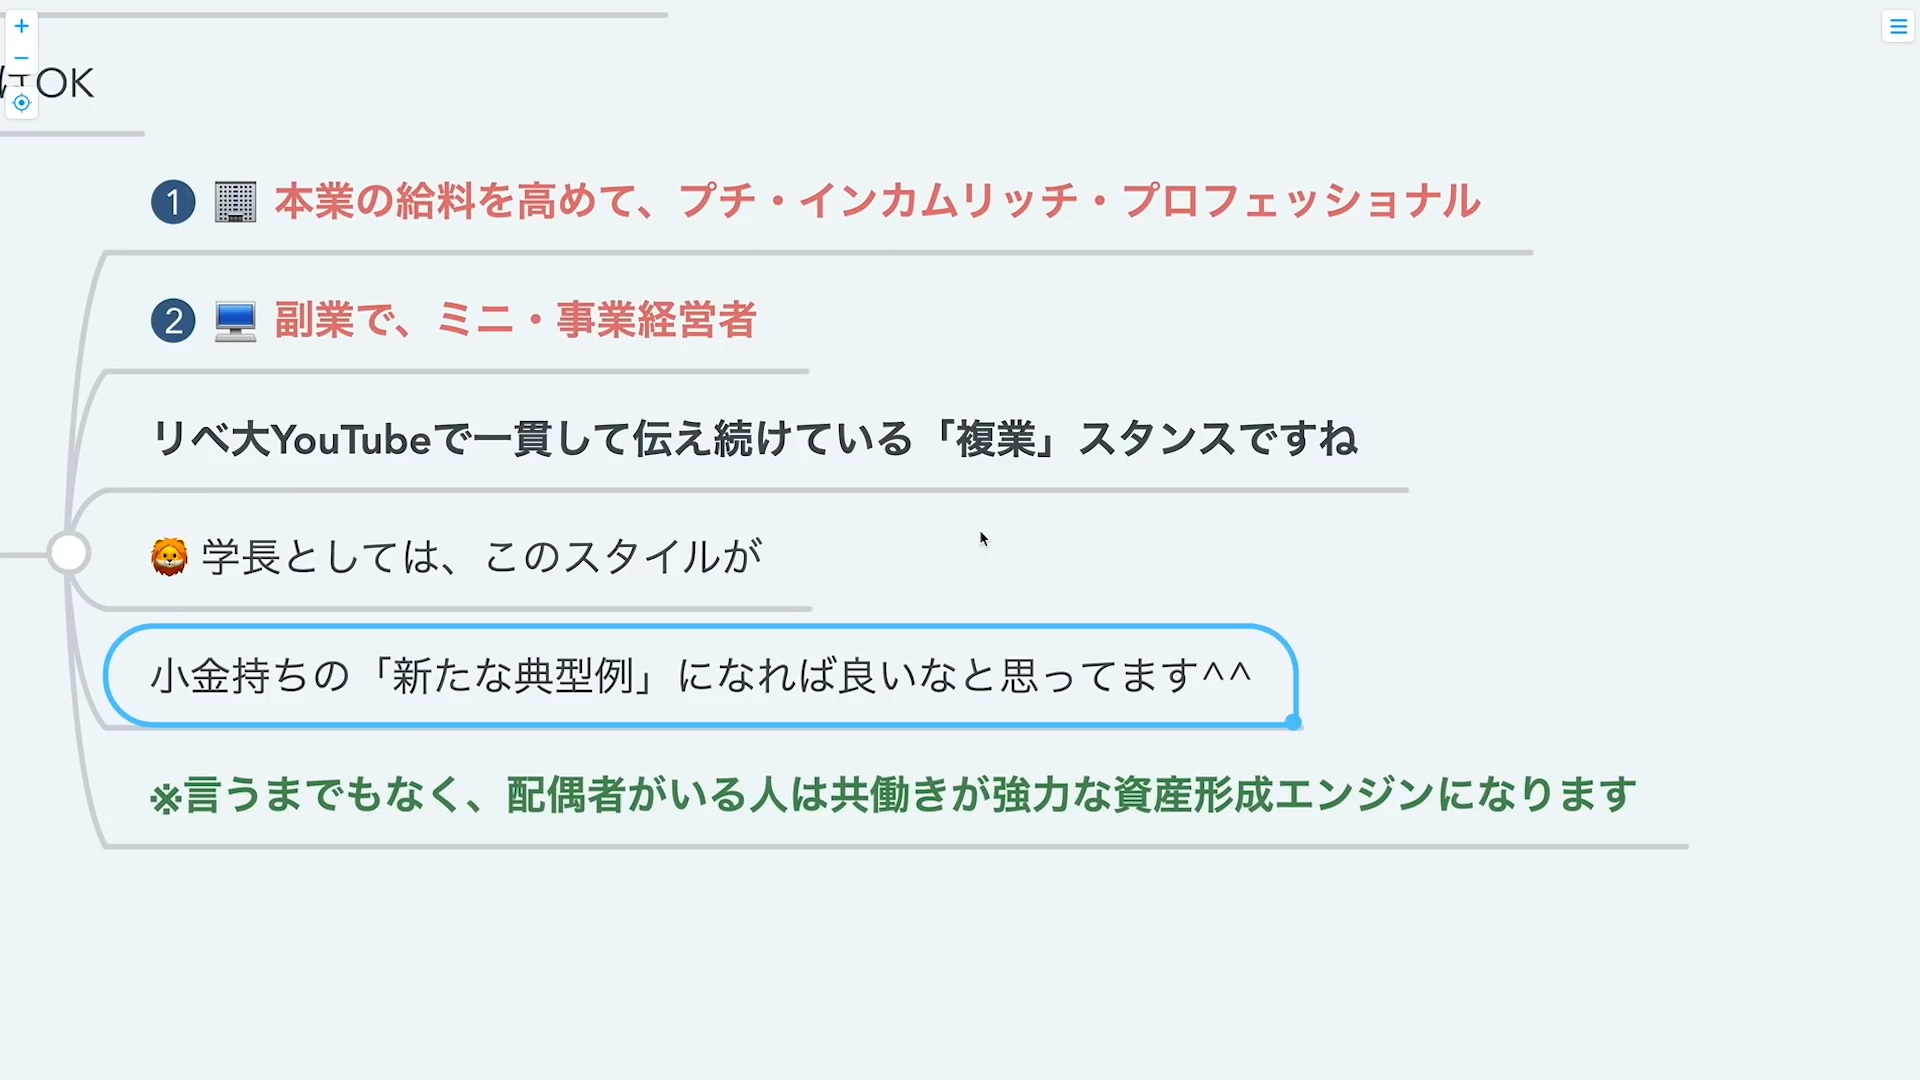 OK
1 本業の給料を高めて、プチ・インカムリッチ・プロフェッショナル
2 副業で、ミニ・事業経営者
リベ大YouTubeで一貫して伝え続けている「複業」スタンスですね
学長としては、このスタイルが
小金持ちの「新たな典型例」になれば良いなと思ってます^^
※言うまでもなく、配偶者がいる人は共働きが強力な資産形成エンジンになります